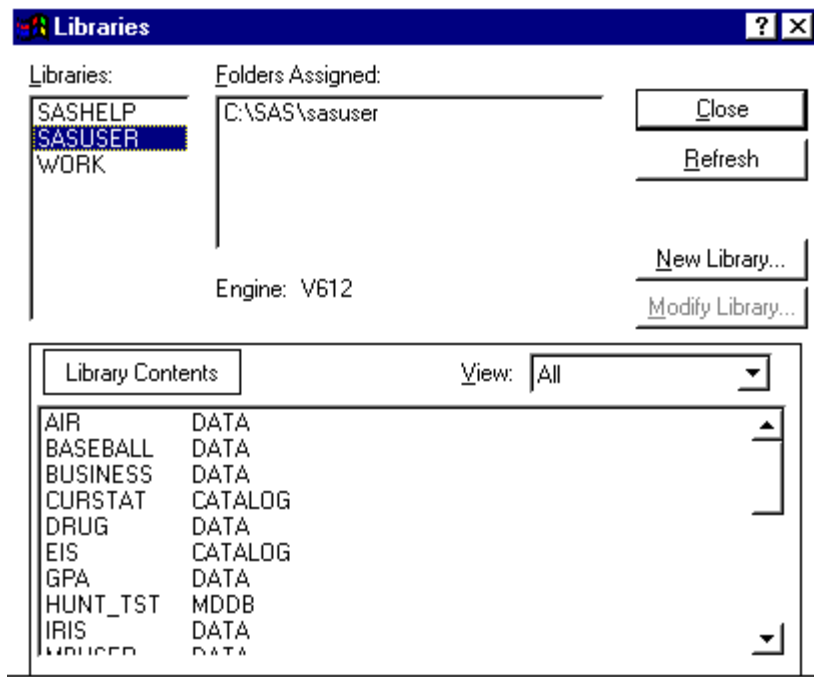 Libraries
Libraries:
Folders Assigned:
SASHELP
SASUSER
WORK
C:\SAS\sasuser
Close
Refresh
Engine: V612
New Library...
Modify Library...
Library Contents
View: All
AIR DATA
BASEBALL DATA
BUSINESS DATA
CURSTAT CATALOG
DRUG DATA
EIS CATALOG
GPA DATA
HUNT_TST MDDB
IRIS DATA
DATA